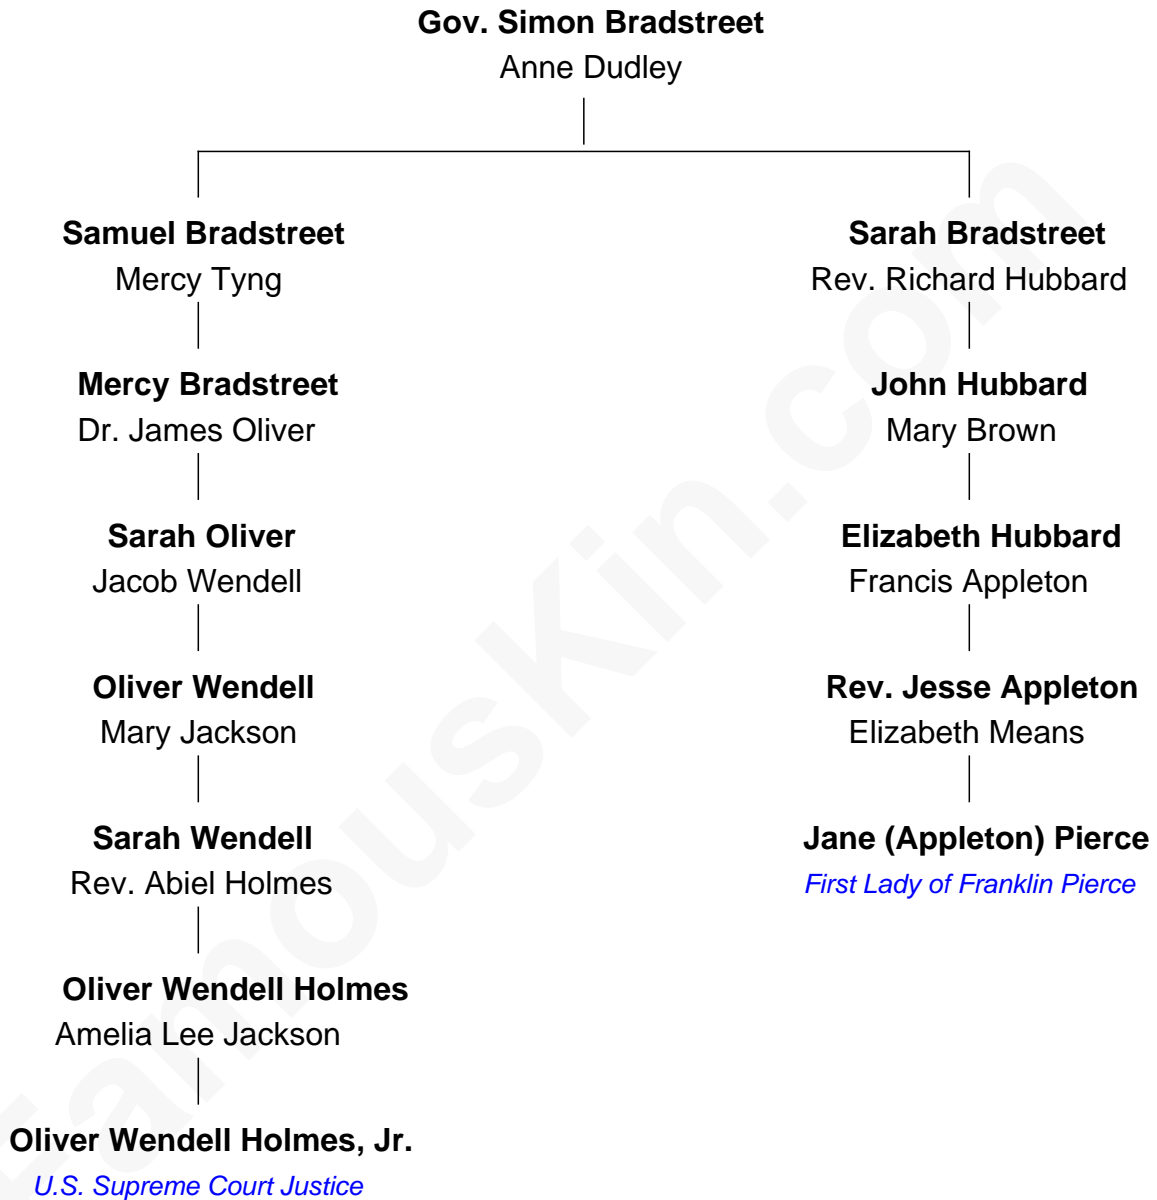 Gov. Simon Bradstreet
Anne Dudley
Samuel Bradstreet
Mercy Tyng
Mercy Bradstreet
Dr. James Oliver
Sarah Oliver
Jacob Wendell
Oliver Wendell
Mary Jackson
Sarah Wendell
Rev. Abiel Holmes
Oliver Wendell Holmes
Amelia Lee Jackson
Oliver Wendell Holmes, Jr.
U.S. Supreme Court Justice
Sarah Bradstreet
Rev. Richard Hubbard
John Hubbard
Mary Brown
Elizabeth Hubbard
Francis Appleton
Rev. Jesse Appleton
Elizabeth Means
Jane (Appleton) Pierce
First Lady of Franklin Pierce
FamousKin.com